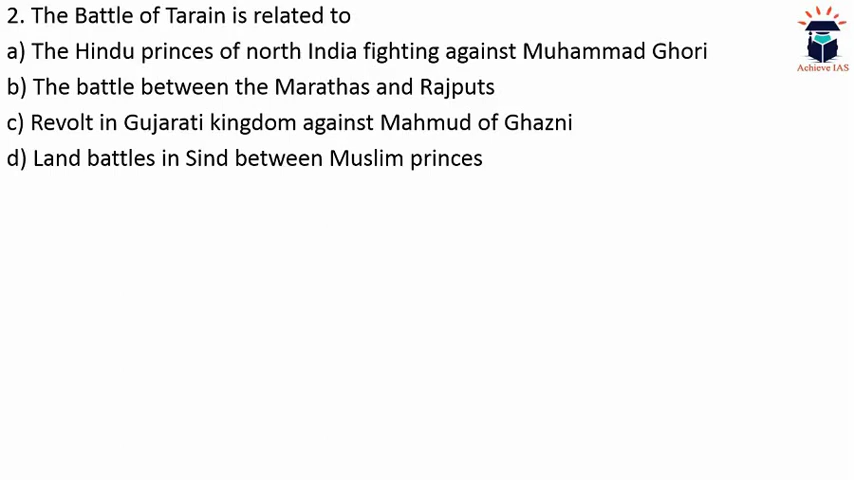 2. The Battle of Tarain is related to
a) The Hindu princes of north India fighting against Muhammad Ghori
b) The battle between the Marathas and Rajputs
c) Revolt in Gujarati kingdom against Mahmud of Ghazni
d) Land battles in Sind between Muslim princes
Achieve IAS